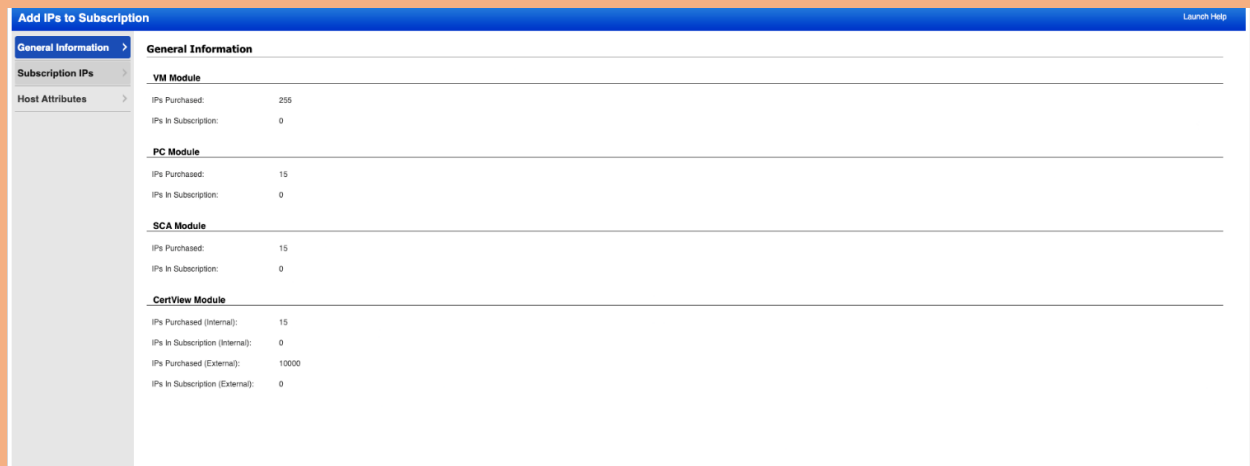 Add IPs to Subscription
Launch Help
General Information
Subscription IPs
Host Attributes
General Information
VM Module
IPs Purchased: 255
IPs In Subscription: 0
PC Module
IPs Purchased: 15
IPs In Subscription: 0
SCA Module
IPs Purchased: 15
IPs In Subscription: 0
CertView Module
IPs Purchased (Internal): 15
IPs In Subscription (Internal): 0
IPs Purchased (External): 10000
IPs In Subscription (External): 0